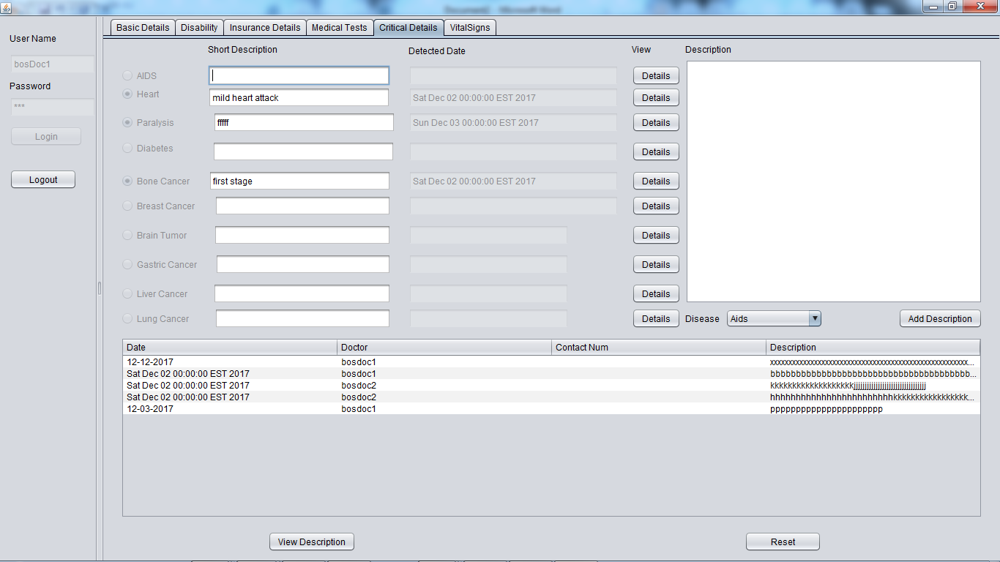 Basic Details Disability Insurance Details Medical Tests Critical Details VitalSigns
User Name
bosDoc1
Password
***
Login
Logout
Short Description Detected Date View Description
AIDS Details
Heart mild heart attack Sat Dec 02 00:00:00 EST 2017 Details
Paralysis fffff Sun Dec 03 00:00:00 EST 2017 Details
Diabetes Details
Bone Cancer first stage Sat Dec 02 00:00:00 EST 2017 Details
Breast Cancer Details
Brain Tumor Details
Gastric Cancer Details
Liver Cancer Details
Lung Cancer Details Disease Aids Add Description
Date Doctor Contact Num Description
12-12-2017 bosdoc1
Sat Dec 02 00:00:00 EST 2017 bosdoc1
Sat Dec 02 00:00:00 EST 2017 bosdoc2
Sat Dec 02 00:00:00 EST 2017 bosdoc2
12-03-2017 bosdoc1 pppppppppppppppppppppp
View Description Reset